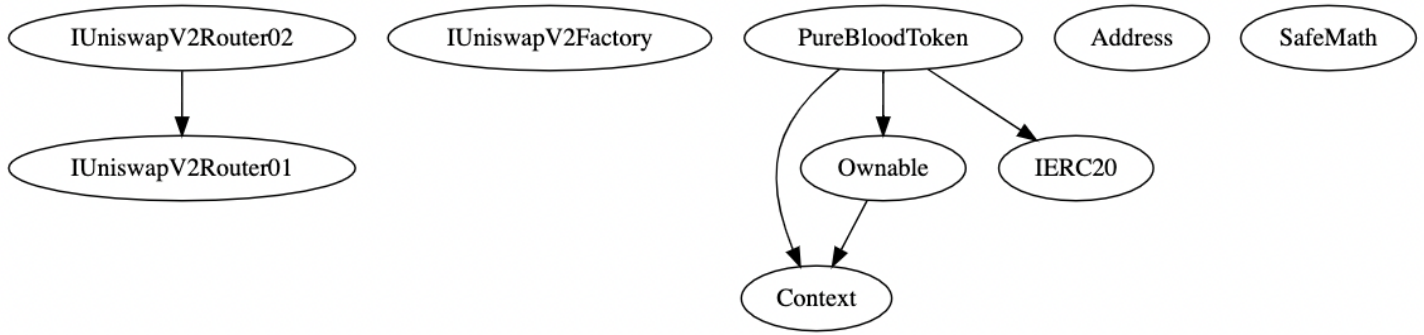 IUniswapV2Router02
IUniswapV2Factory
PureBloodToken
Address
SafeMath
IUniswapV2Router01
Ownable
IERC20
Context